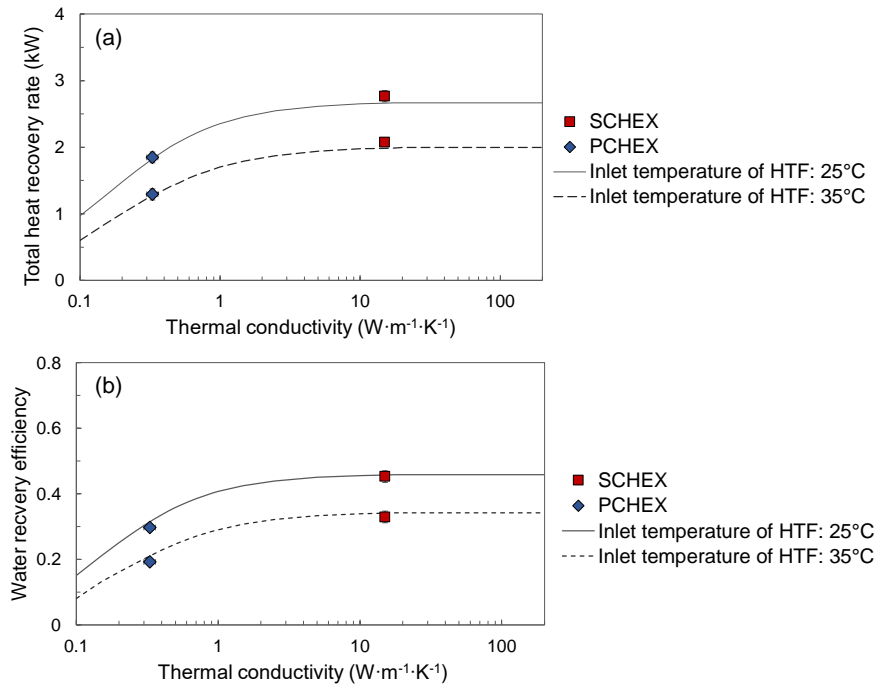 (a)
4
3
2
1
0
Total heat recovery rate (kW)
0.1 1 10 100
Thermal conductivity (W·m⁻¹·K⁻¹)
SCHEX
PCHEX
Inlet temperature of HTF: 25°C
Inlet temperature of HTF: 35°C
(b)
0.8
0.6
0.4
0.2
0.0
Water recvery efficiency
0.1 1 10 100
Thermal conductivity (W·m⁻¹·K⁻¹)
SCHEX
PCHEX
Inlet temperature of HTF: 25°C
Inlet temperature of HTF: 35°C